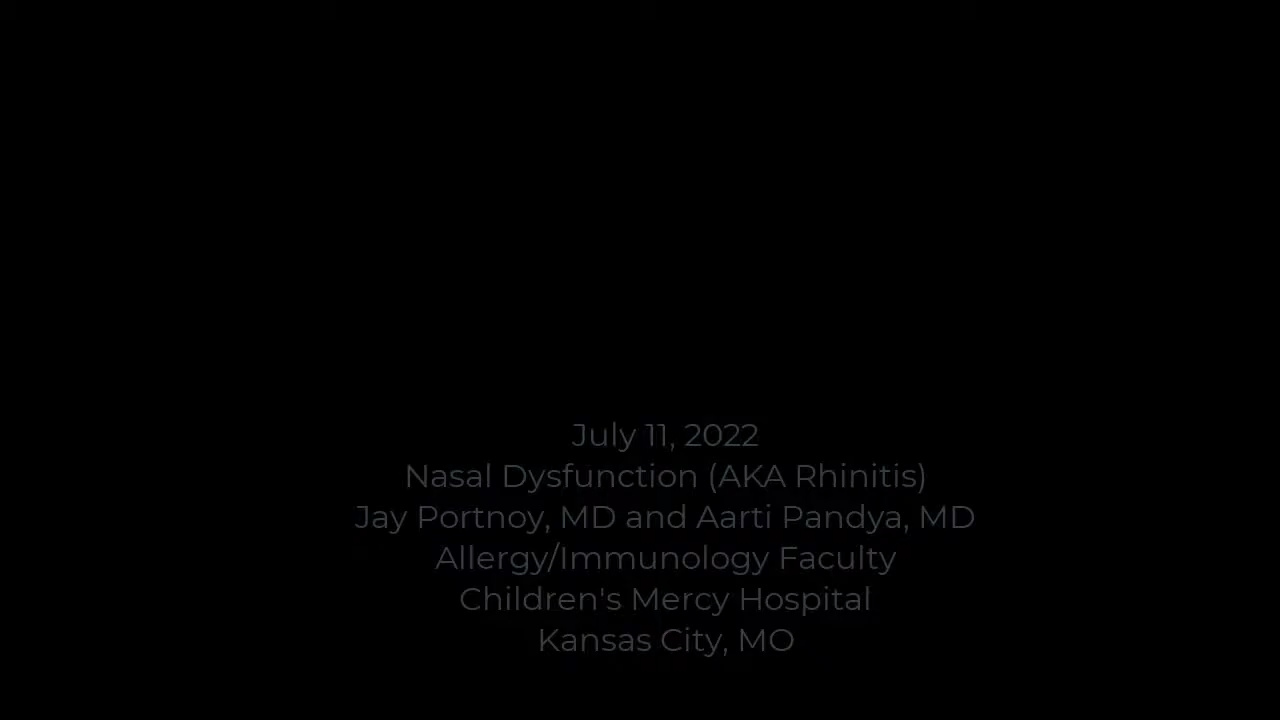 July 11, 2022
Nasal Dysfunction (AKA Rhinitis)
Jay Portnoy, MD and Aarti Pandya, MD
Allergy/Immunology Faculty
Children's Mercy Hospital
Kansas City, MO